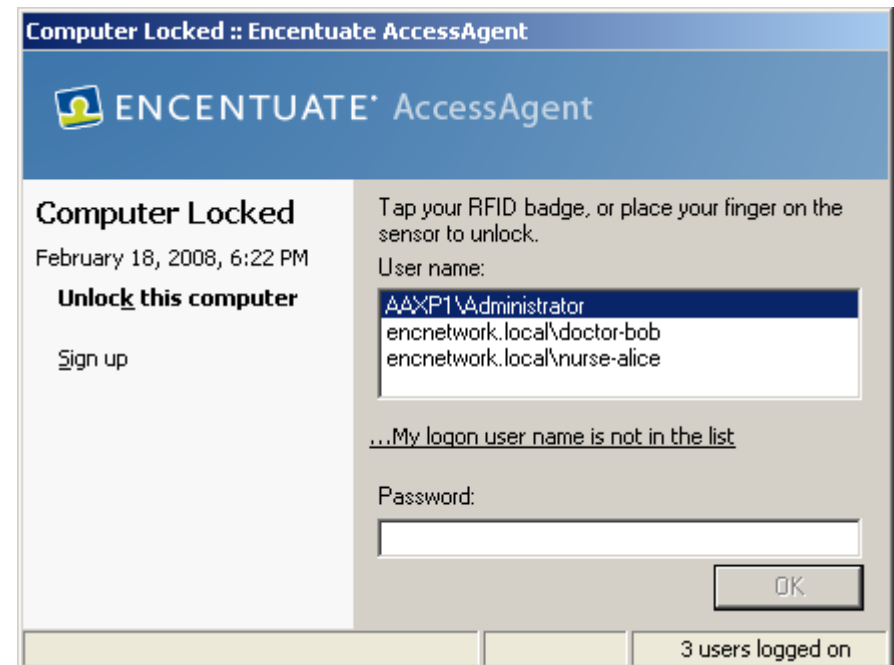 Computer Locked :: Encentuate AccessAgent
ENCENTUATE® AccessAgent
Computer Locked
February 18, 2008, 6:22 PM
Unlock this computer
Sign up
Tap your RFID badge, or place your finger on the
sensor to unlock.
User name:
AAXP1\Administrator
encnetwork.local\doctor-bob
encnetwork.local\nurse-alice
...My logon user name is not in the list
Password:
OK
3 users logged on